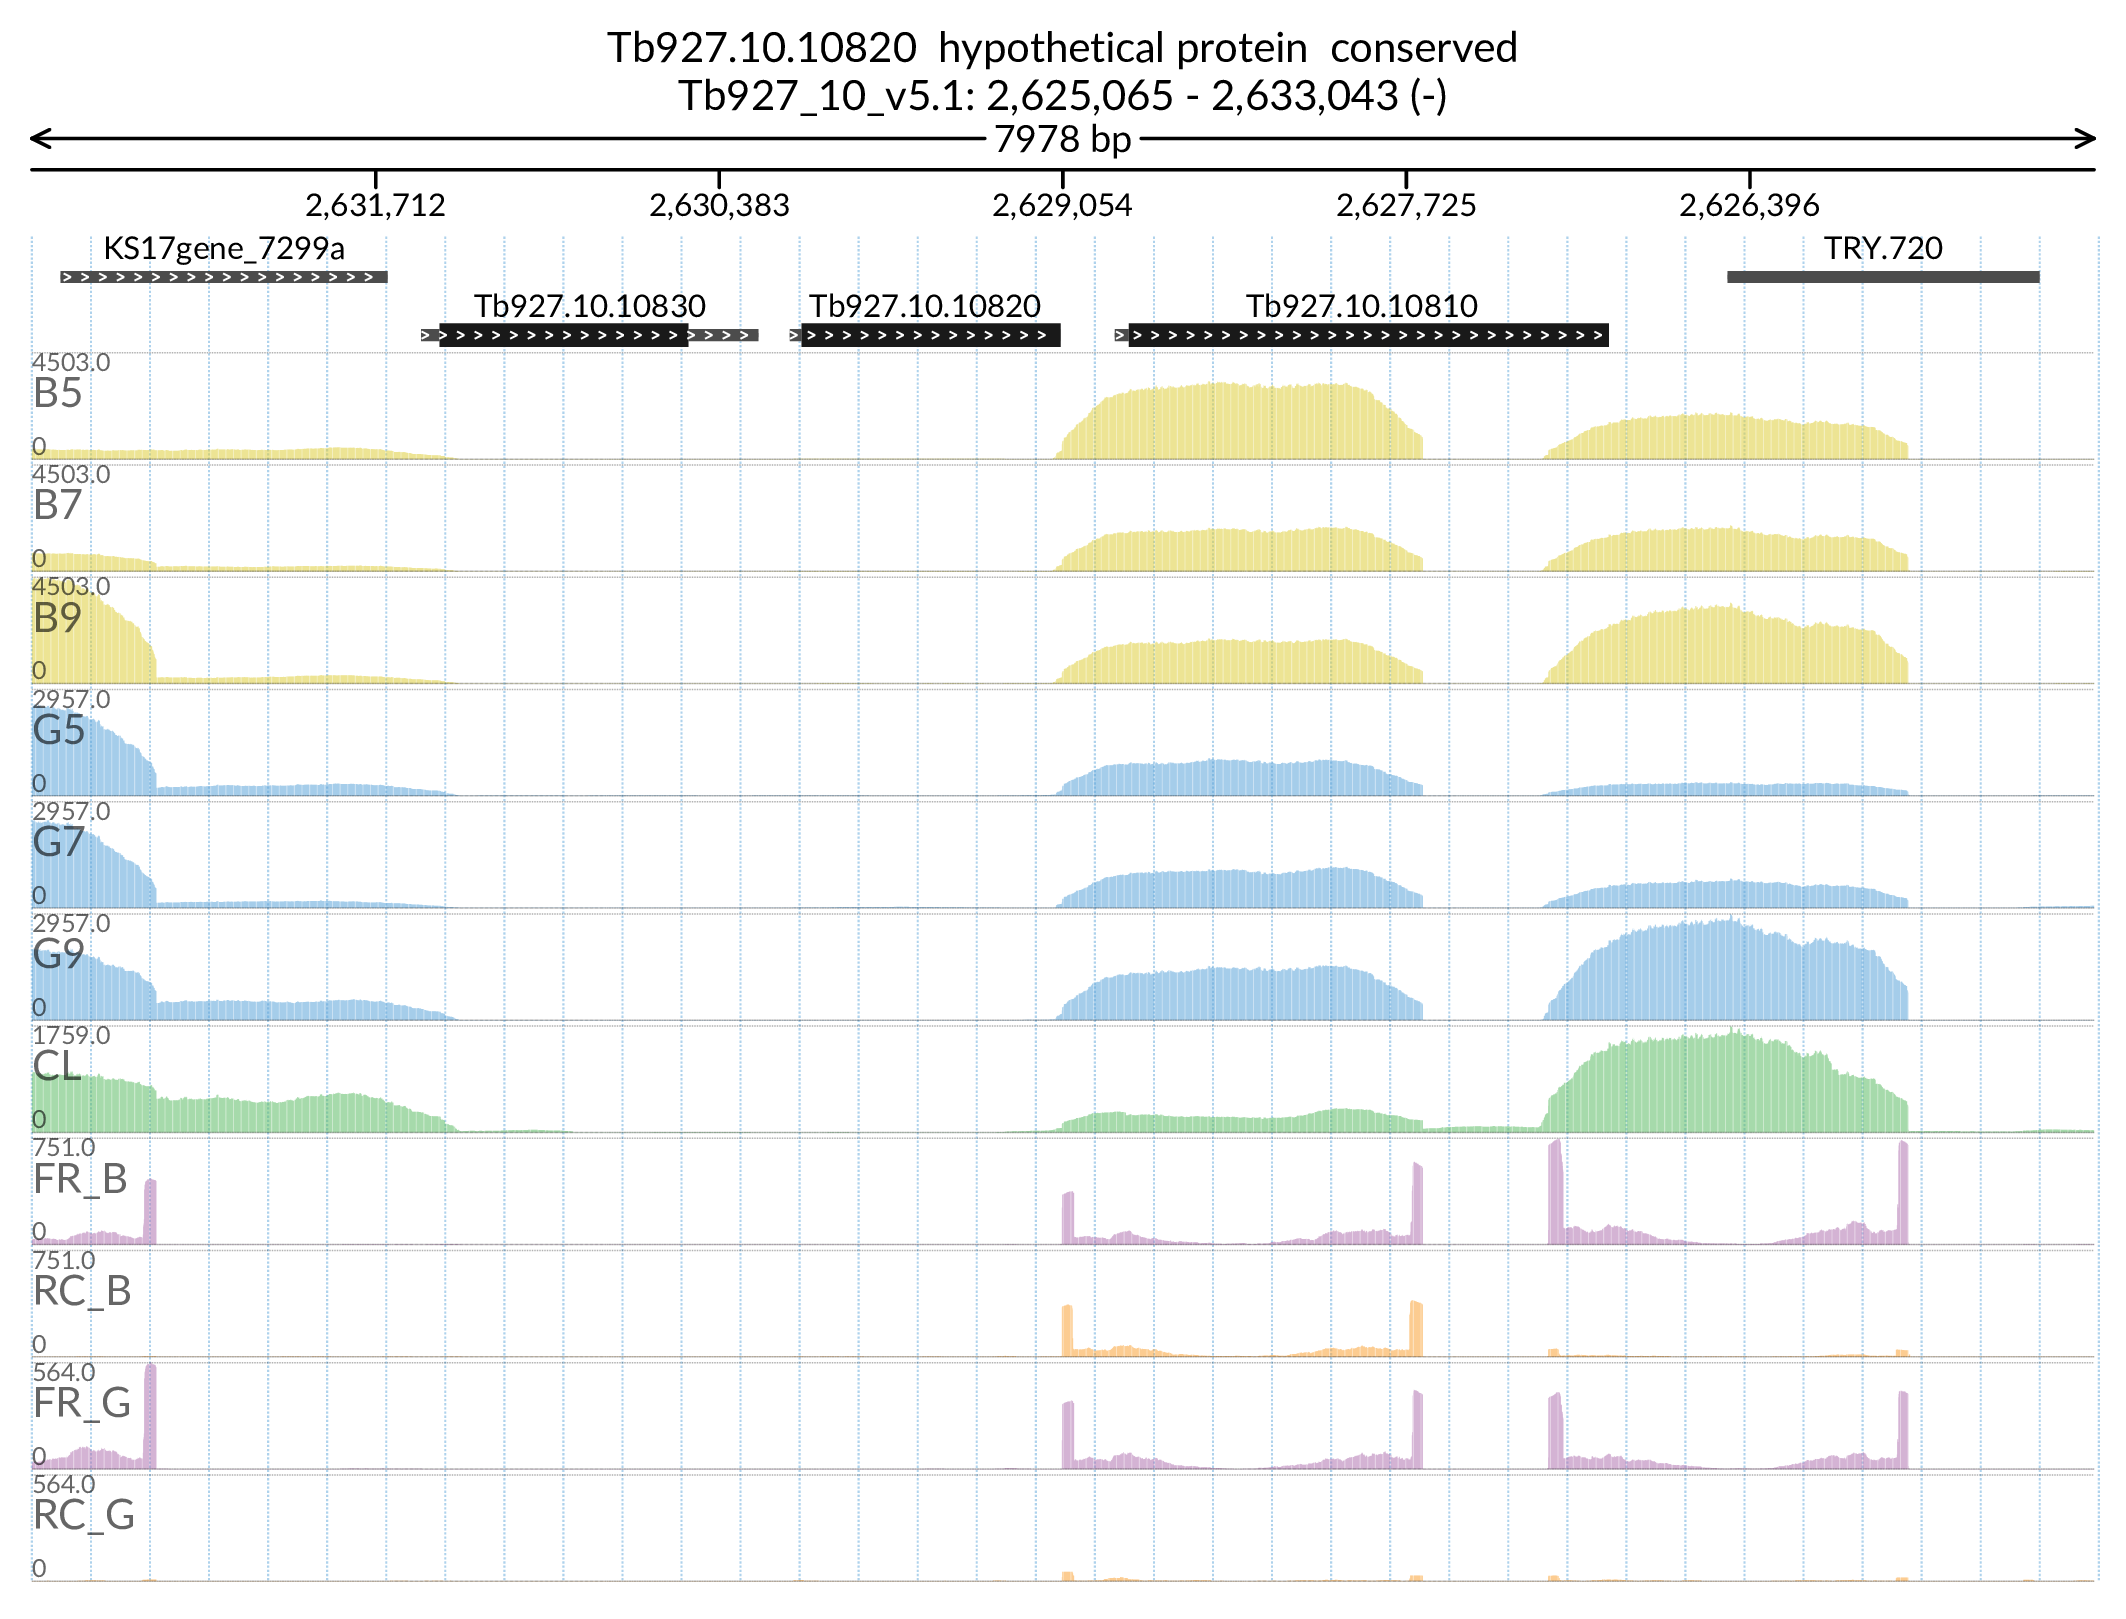 Tb927.10.10820 hypothetical protein conserved
Tb927_10_v5.1: 2,625,065 - 2,633,043 (-)
7978 bp
2,631,712 2,630,383 2,629,054 2,627,725 2,626,396
KS17gene_7299a TRY.720
Tb927.10.10830 Tb927.10.10820 Tb927.10.10810
4503.0
B5
0
4503.0
B7
0
4503.0
B9
0
2957.0
G5
0
2957.0
G7
0
2957.0
G9
0
1759.0
CL
0
751.0
FR_B
0
751.0
RC_B
0
564.0
FR_G
0
564.0
RC_G
0